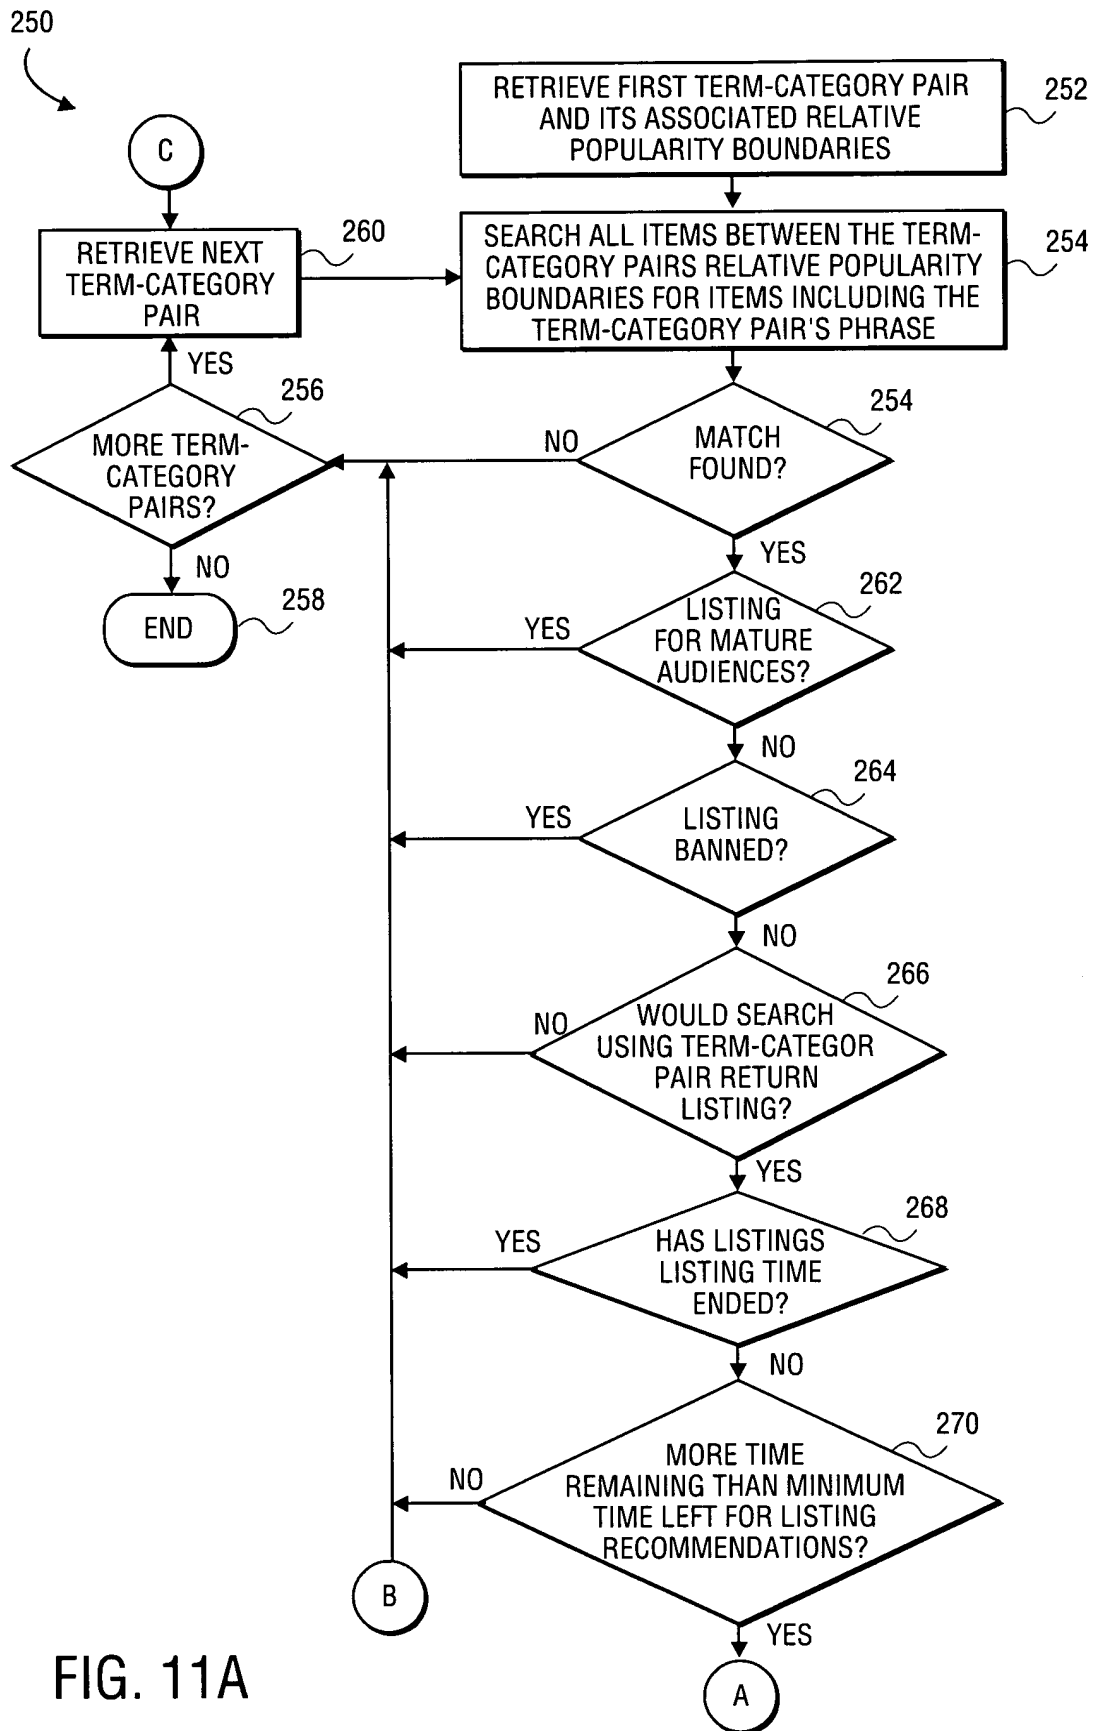 250
RETRIEVE FIRST TERM-CATEGORY PAIR
AND ITS ASSOCIATED RELATIVE
POPULARITY BOUNDARIES
252
C
RETRIEVE NEXT
TERM-CATEGORY
PAIR
260
SEARCH ALL ITEMS BETWEEN THE TERM-
CATEGORY PAIRS RELATIVE POPULARITY
BOUNDARIES FOR ITEMS INCLUDING THE
TERM-CATEGORY PAIR'S PHRASE
254
YES
256
MORE TERM-
CATEGORY
PAIRS?
NO
MATCH
FOUND?
254
NO
END
258
YES
YES
LISTING
FOR MATURE
AUDIENCES?
262
NO
YES
LISTING
BANNED?
264
NO
NO
WOULD SEARCH
USING TERM-CATEGOR
PAIR RETURN
LISTING?
266
YES
YES
HAS LISTINGS
LISTING TIME
ENDED?
268
NO
NO
MORE TIME
REMAINING THAN MINIMUM
TIME LEFT FOR LISTING
RECOMMENDATIONS?
270
B
YES
A
FIG. 11A